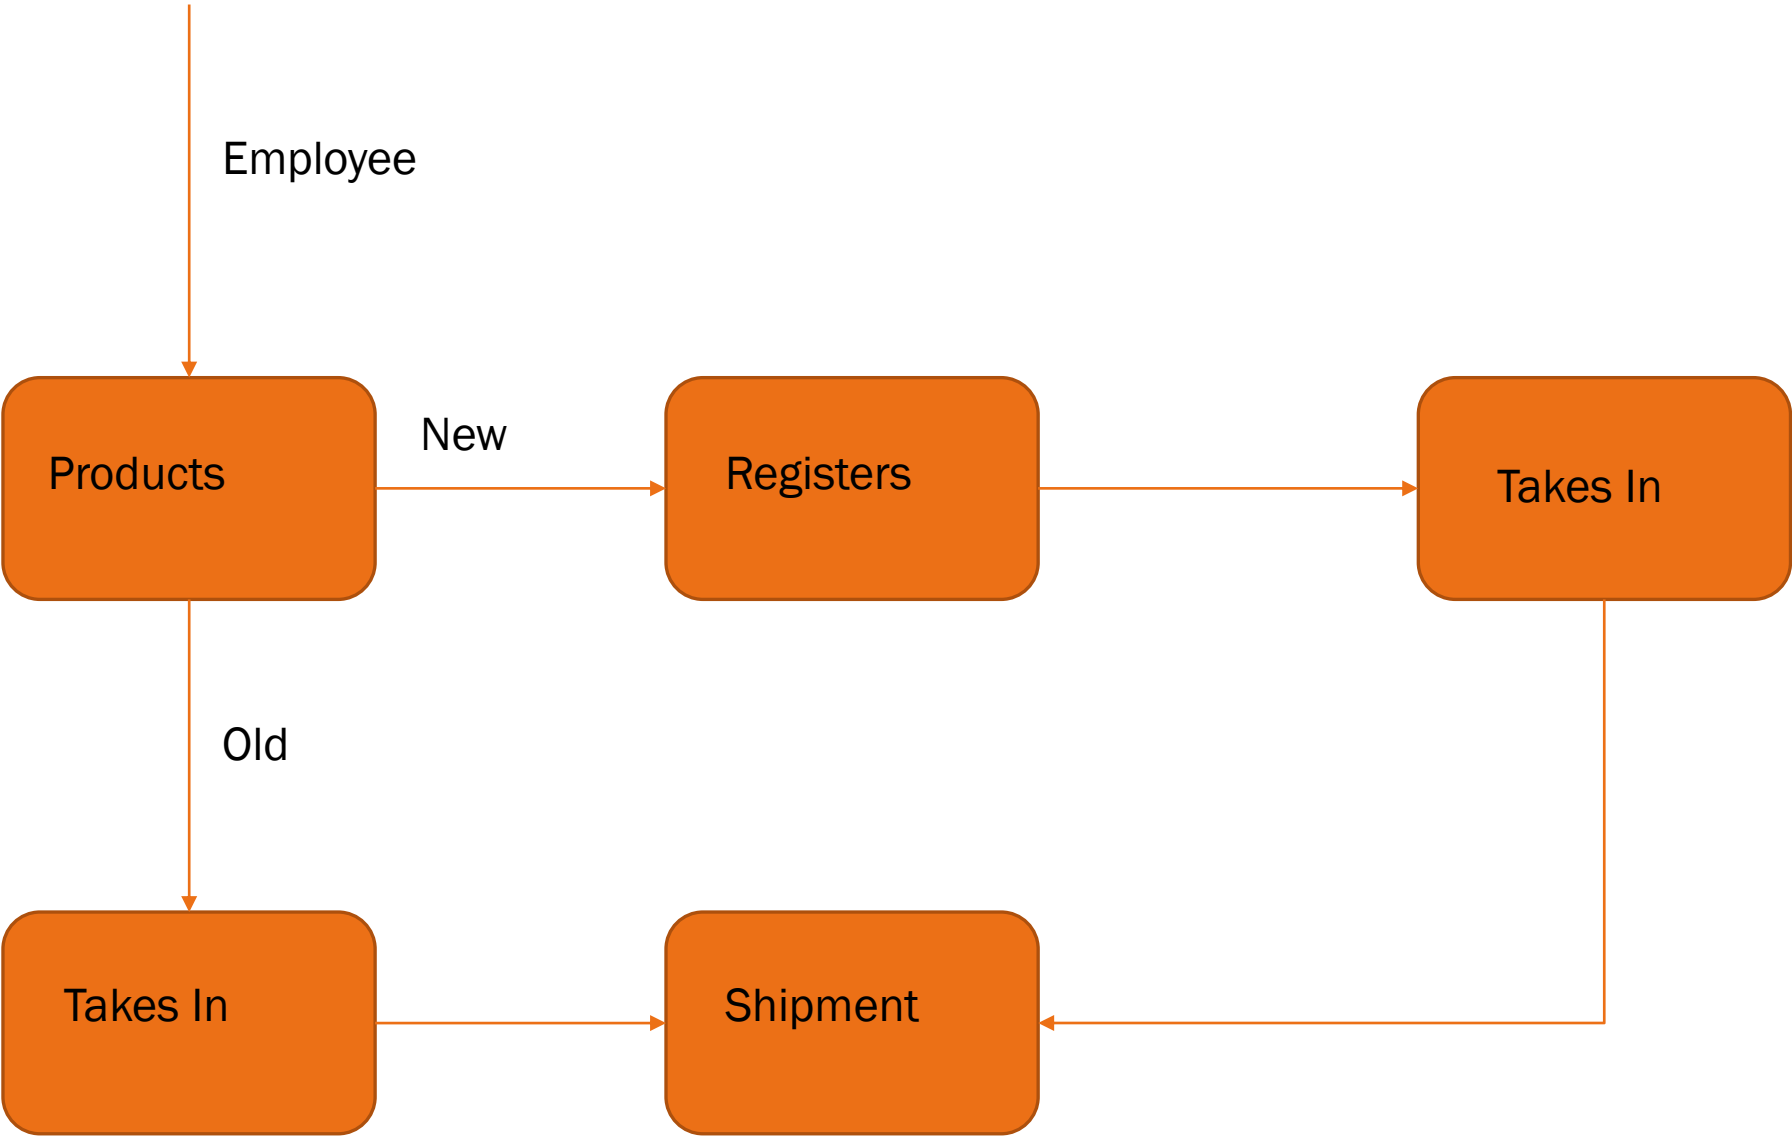 Employee
New
Products
Registers
Takes In
Old
Takes In
Shipment